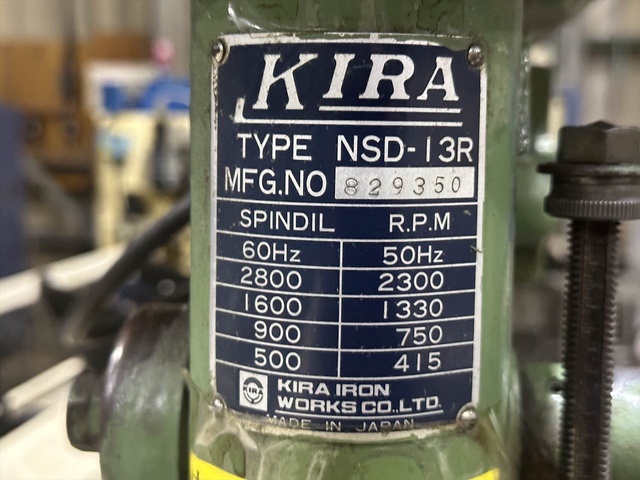 KIRA
TYPE NSD-13R
MFG.NO 829350
SPINDIL R.P.M
60Hz 50Hz
2800 2300
1600 1330
900 750
500 415
KIRA KIRA IRON
WORKS CO.,LTD.
MADE IN JAPAN